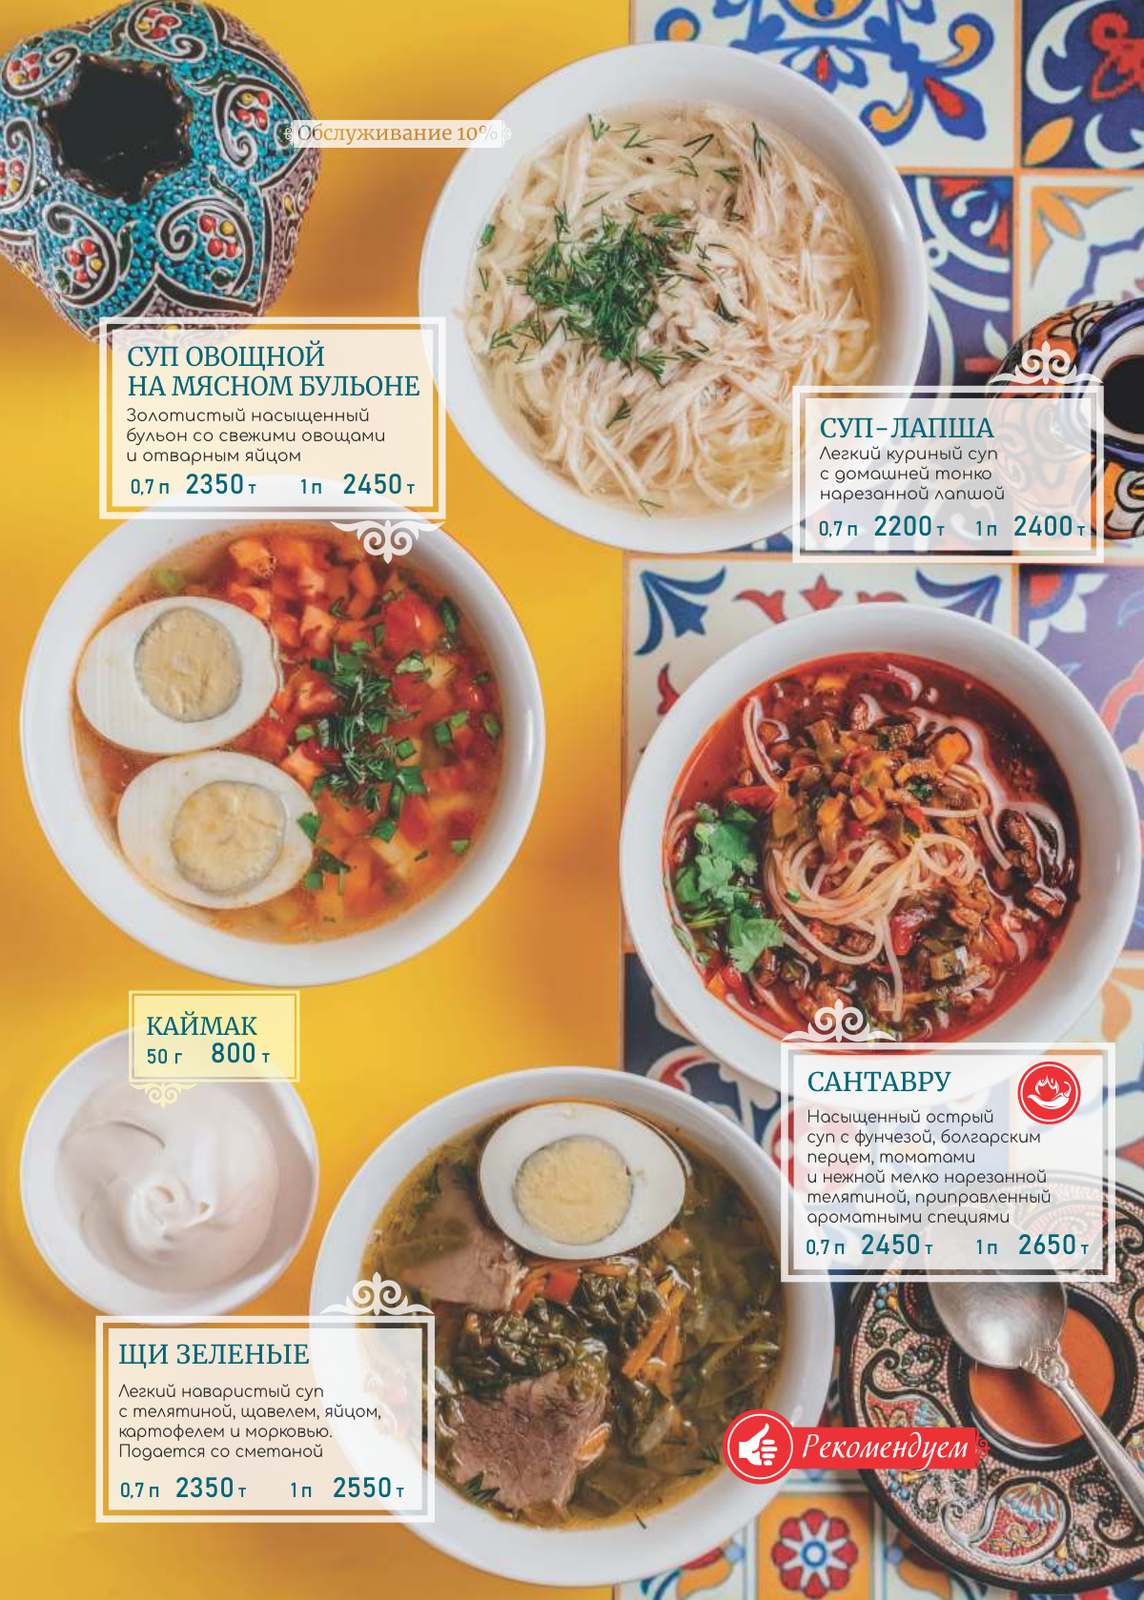 Обслуживание 10%
СУП ОВОЩНОЙ
НА МЯСНОМ БУЛЬОНЕ
Золотистый насыщенный
бульон со свежими овощами
и отварным яйцом
0,7 п 2350 т 1 п 2450 т
СУП-ЛАПША
Легкий куриный суп
с домашней тонко
нарезанной лапшой
0,7 п 2200 т 1 п 2400 т
КАЙМАК
50 г 800 т
САНТАВРУ
Насыщенный острый
суп с фунчезой, болгарским
перцем, томатами
и нежной мелко нарезанной
телятиной, приправленный
ароматными специями
0,7 п 2450 т 1 п 2650 т
ЩИ ЗЕЛЕНЫЕ
Легкий наваристый суп
с телятиной, щавелем, яйцом,
картофелем и морковью.
Подается со сметаной
0,7 п 2350 т 1 п 2550 т
Рекомендуем